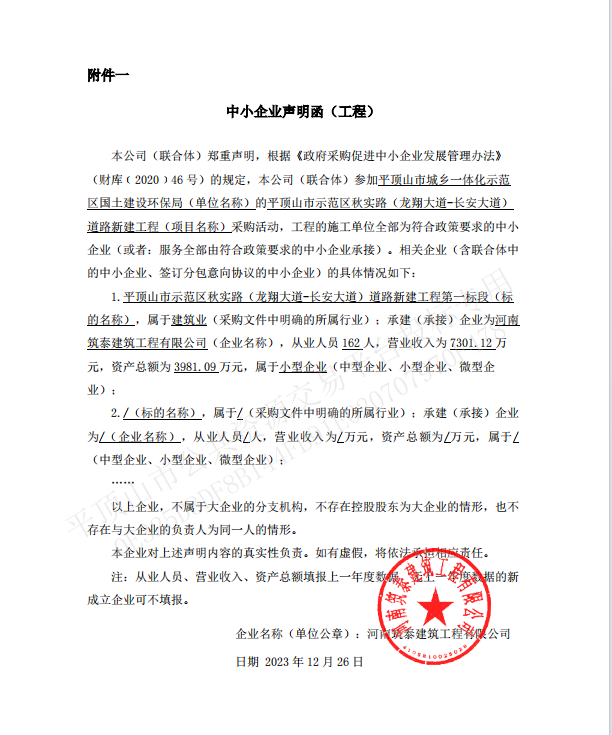 附件一
中小企业声明函（工程）
本公司（联合体）郑重声明，根据《政府采购促进中小企业发展管理办法》
（财库﹝2020﹞46号）的规定，本公司（联合体）参加平顶山市城乡一体化示范
区国土建设环保局（单位名称）的平顶山市示范区秋实路（龙翔大道-长安大道）
道路新建工程（项目名称）采购活动，工程的施工单位全部为符合政策要求的中小
企业（或者：服务全部由符合政策要求的中小企业承接）。相关企业（含联合体中
的中小企业、签订分包意向协议的中小企业）的具体情况如下：
1.平顶山市示范区秋实路（龙翔大道-长安大道）道路新建工程第一标段（标
的名称），属于建筑业（采购文件中明确的所属行业）；承建（承接）企业为河南
筑泰建筑工程有限公司（企业名称），从业人员162人，营业收入为7301.12万
元，资产总额为3981.09万元，属于小型企业（中型企业、小型企业、微型企
业）；
2./（标的名称），属于/（采购文件中明确的所属行业）；承建（承接）企业
为/（企业名称），从业人员/人，营业收入为/万元，资产总额为/万元，属于/
（中型企业、小型企业、微型企业）；
……
以上企业，不属于大企业的分支机构，不存在控股股东为大企业的情形，也不
存在与大企业的负责人为同一人的情形。
本企业对上述声明内容的真实性负责。如有虚假，将依法承担相应责任。
注：从业人员、营业收入、资产总额填报上一年度数据，无上一年度数据的新
成立企业可不填报。
企业名称（单位公章）：河南筑泰建筑工程有限公司
日期 2023年12月26日
河南筑泰建筑工程有限公司